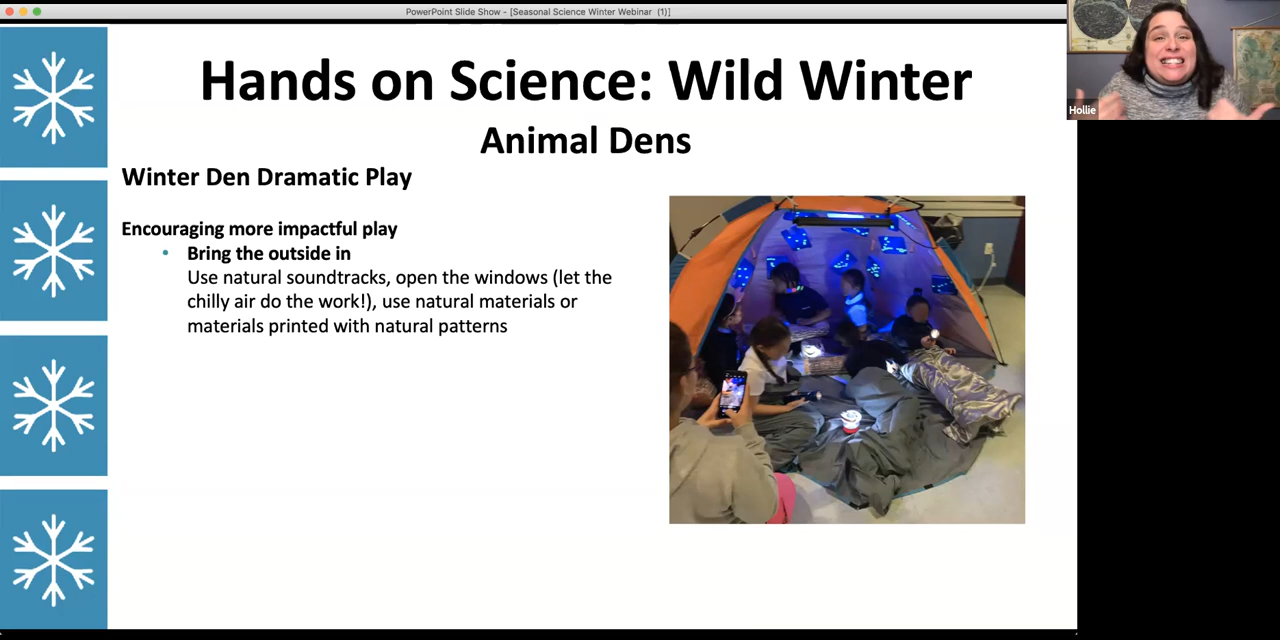 PowerPoint Slide Show - [Seasonal Science Winter Webinar (1)]
Hollie
Hands on Science: Wild Winter
Animal Dens
Winter Den Dramatic Play
Encouraging more impactful play
• Bring the outside in
Use natural soundtracks, open the windows (let the
chilly air do the work!), use natural materials or
materials printed with natural patterns